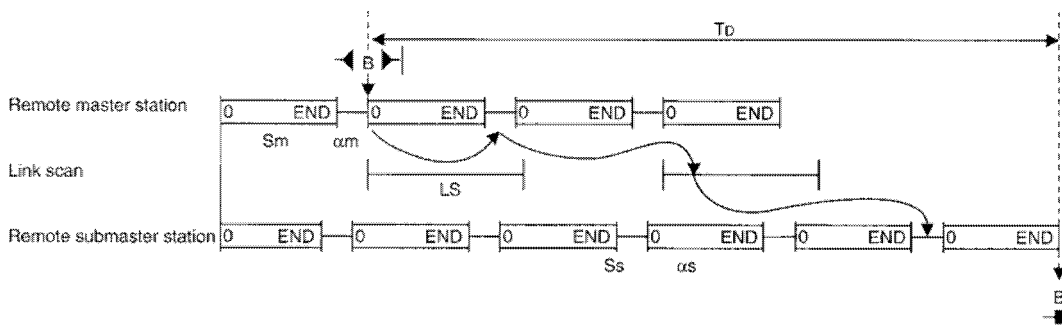 TD
B
Remote master station
0 END 0 END 0 END 0 END
Sm αm
Link scan
LS
Remote submaster station
0 END 0 END 0 END 0 END 0 END 0 END
Ss αs
B